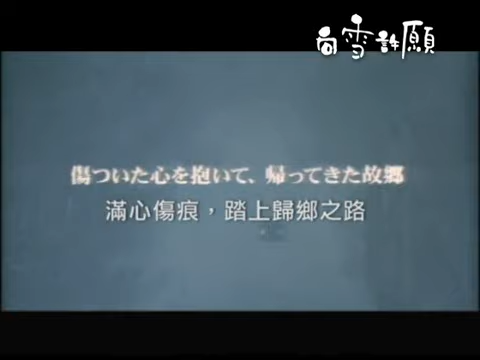 向雪許願
傷ついた心を抱いて、帰ってきた故郷
滿心傷痕，踏上歸鄉之路